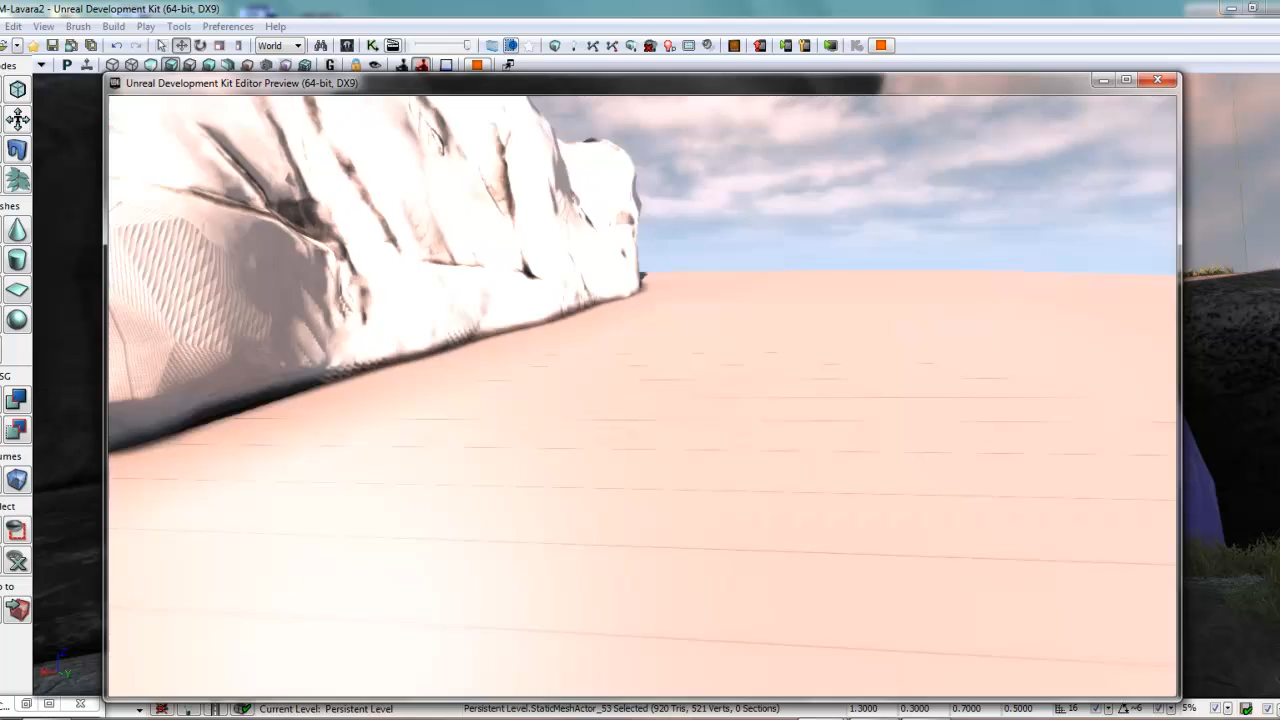 M-Lavara2 - Unreal Development Kit (64-bit, DX9)
Edit View Brush Build Play Tools Preferences Help
World
P G
Unreal Development Kit Editor Preview (64-bit, DX9)
odes
shes
SG
umes
lect
o to
Z
Y
Current Level: Persistent Level Persistent Level.StaticMeshActor_53 Selected (920 Tris, 521 Verts, 0 Sections) 1.3000 0.3000 0.7000 0.5000 16 ~6 5%